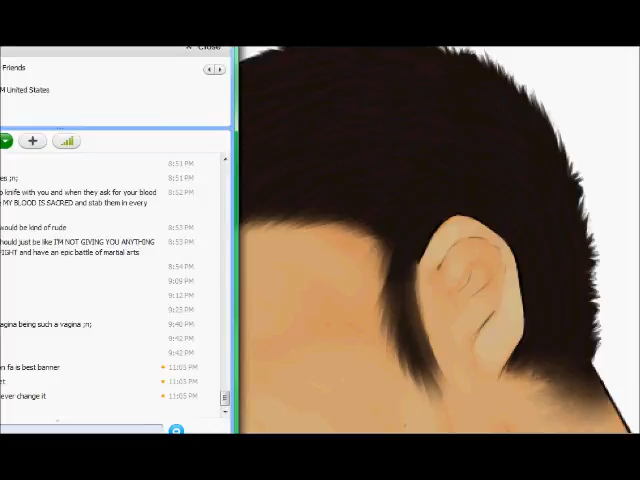 Close
Friends
M United States
8:51 PM
es ;n; 8:51 PM
o knife with you and when they ask for your blood 8:52 PM
e MY BLOOD IS SACRED and stab them in every
would be kind of rude 8:53 PM
hould just be like I'M NOT GIVING YOU ANYTHING 8:53 PM
FIGHT and have an epic battle of martial arts
8:54 PM
9:09 PM
9:12 PM
9:23 PM
agina being such a vagina ;n; 9:40 PM
9:42 PM
9:42 PM
on fa is best banner 11:03 PM
et 11:03 PM
ever change it 11:03 PM